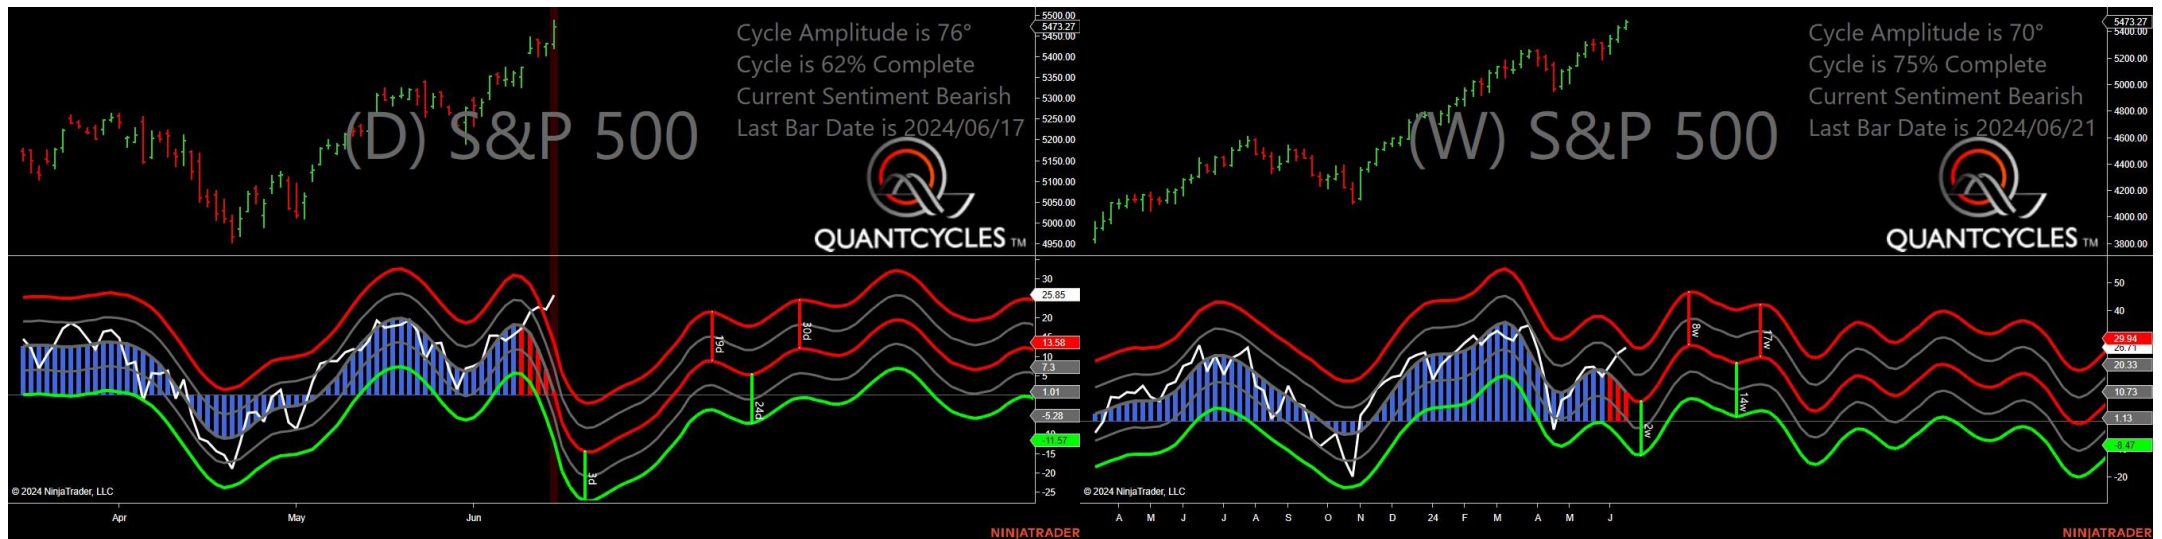 Cycle Amplitude is 76°
Cycle is 62% Complete
Current Sentiment Bearish
Last Bar Date is 2024/06/17
(D) S&P 500
QUANTCYCLES TM
5500.00
5473.27
5450.00
5400.00
5350.00
5300.00
5250.00
5200.00
5150.00
5100.00
5050.00
5000.00
4950.00
30
25.85
20
15
13.58
10
7.3
5
1.01
-5.28
-11.57
-15
-20
-25
3d
19d
24d
30d
© 2024 NinjaTrader, LLC
Apr May Jun
NINJATRADER
Cycle Amplitude is 70°
Cycle is 75% Complete
Current Sentiment Bearish
Last Bar Date is 2024/06/21
(W) S&P 500
QUANTCYCLES TM
5473.27
5400.00
5200.00
5000.00
4800.00
4600.00
4400.00
4200.00
4000.00
3800.00
50
40
29.94
26.71
20.33
10.73
1.13
-8.47
-20
2w
8w
14w
17w
© 2024 NinjaTrader, LLC
A M J J A S O N D 24 F M A M J
NINJATRADER